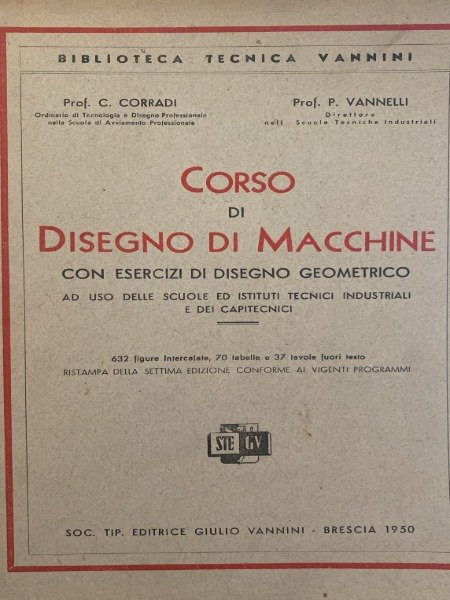 BIBLIOTECA TECNICA VANNINI
Prof. C. CORRADI
Ordinario di Tecnologia e Disegno Professionale
nella Scuola di Avviamento Professionale
Prof. P. VANNELLI
Direttore
nelle Scuole Tecniche Industriali
CORSO
DI
DISEGNO DI MACCHINE
CON ESERCIZI DI DISEGNO GEOMETRICO
AD USO DELLE SCUOLE ED ISTITUTI TECNICI INDUSTRIALI
E DEI CAPITECNICI
632 figure intercalate, 70 tabelle e 37 tavole fuori testo
RISTAMPA DELLA SETTIMA EDIZIONE CONFORME AI VIGENTI PROGRAMMI
STE GV
SOC. TIP. EDITRICE GIULIO VANNINI - BRESCIA 1950